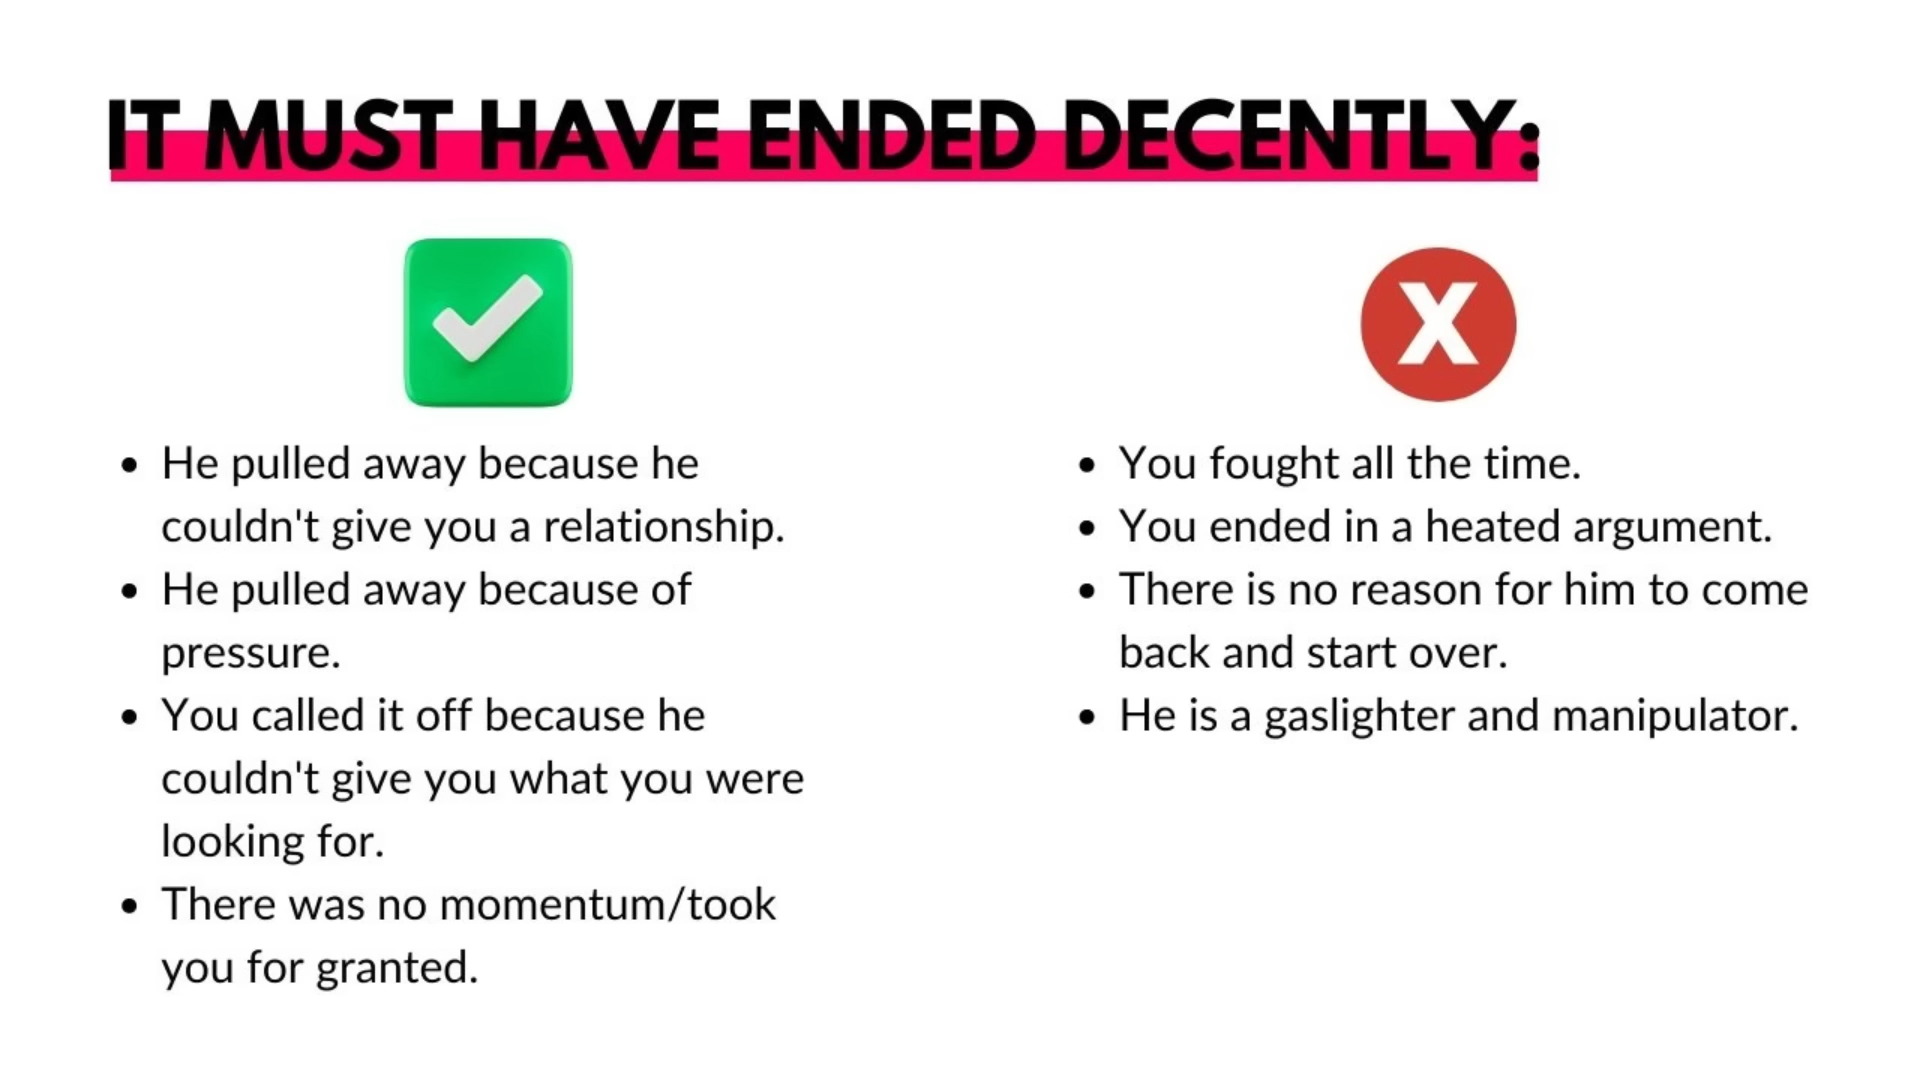 IT MUST HAVE ENDED DECENTLY:
X
• He pulled away because he
couldn't give you a relationship.
• He pulled away because of
pressure.
• You called it off because he
couldn't give you what you were
looking for.
• There was no momentum/took
you for granted.
• You fought all the time.
• You ended in a heated argument.
• There is no reason for him to come
back and start over.
• He is a gaslighter and manipulator.